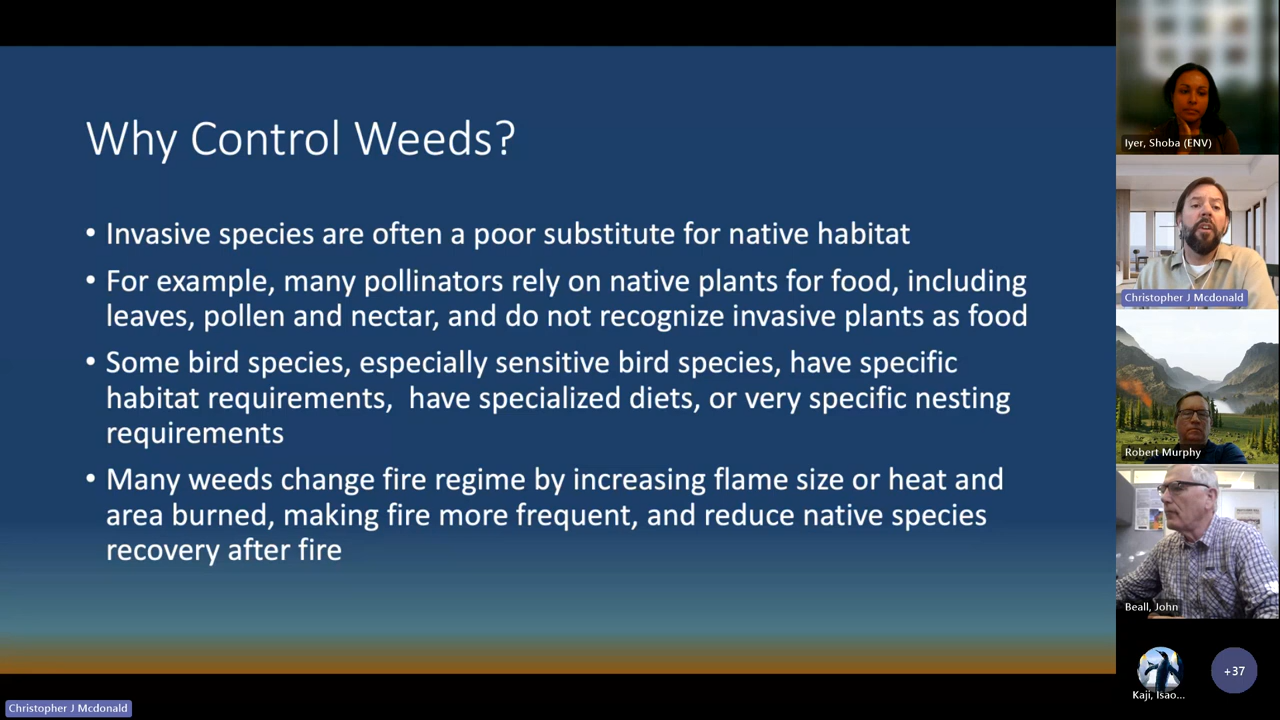 Why Control Weeds?
• Invasive species are often a poor substitute for native habitat
• For example, many pollinators rely on native plants for food, including
leaves, pollen and nectar, and do not recognize invasive plants as food
• Some bird species, especially sensitive bird species, have specific
habitat requirements, have specialized diets, or very specific nesting
requirements
• Many weeds change fire regime by increasing flame size or heat and
area burned, making fire more frequent, and reduce native species
recovery after fire
Iyer, Shoba (ENV)
Christopher J Mcdonald
Robert Murphy
Beall, John
Kaji, Isao...
+37
Christopher J Mcdonald